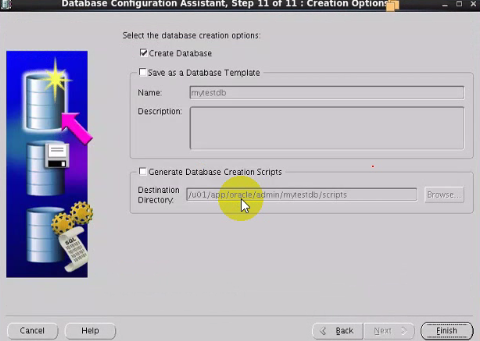 Database Configuration Assistant, Step 11 of 11 : Creation Options
Select the database creation options:
Create Database
Save as a Database Template
Name: mytestdb
Description:
Generate Database Creation Scripts
Destination
Directory: /u01/app/oracle/admin/mytestdb/scripts Browse...
SQL
Cancel Help Back Next Finish